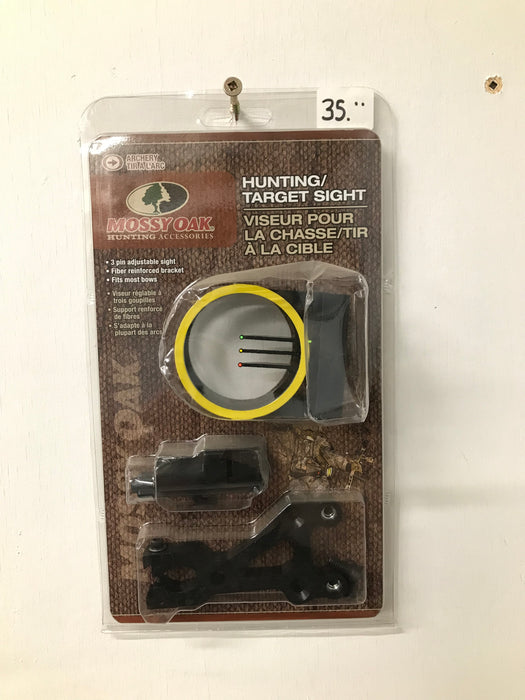 35.''
ARCHERY
TIR À L'ARC
MOSSY OAK
HUNTING ACCESSORIES
HUNTING/
TARGET SIGHT
VISEUR POUR
LA CHASSE/TIR
À LA CIBLE
• 3 pin adjustable sight
• Fiber reinforced bracket
• Fits most bows
• Viseur réglable à
trois goupilles
• Support renforcé
de fibres
• S'adapte à la
plupart des arcs